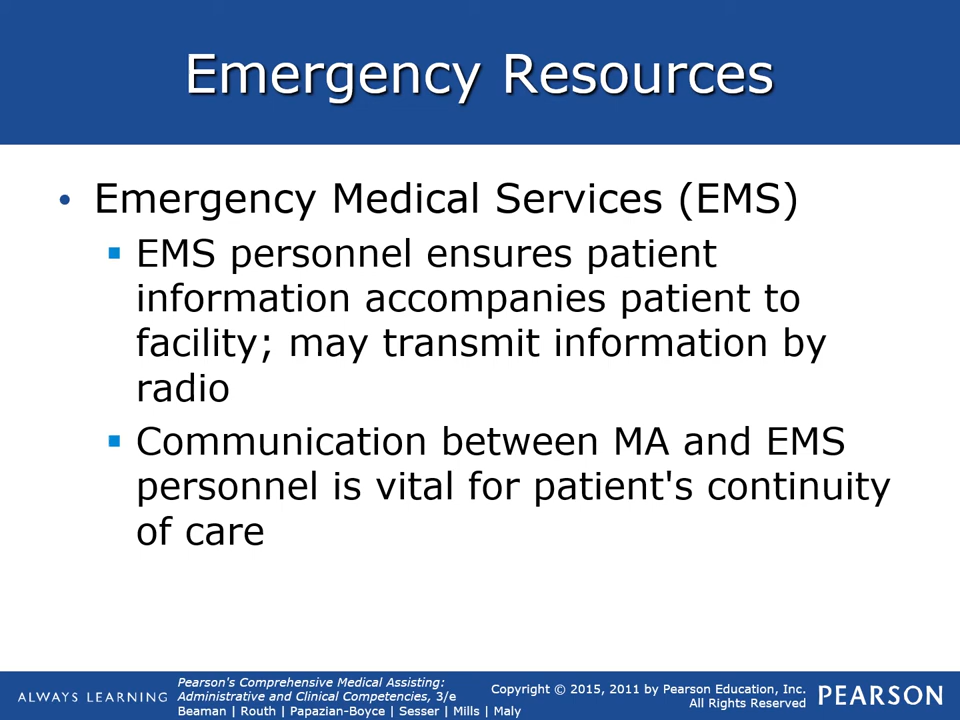 Emergency Resources
• Emergency Medical Services (EMS)
▪ EMS personnel ensures patient
information accompanies patient to
facility; may transmit information by
radio
▪ Communication between MA and EMS
personnel is vital for patient's continuity
of care
ALWAYS LEARNING
Pearson's Comprehensive Medical Assisting:
Administrative and Clinical Competencies, 3/e
Beaman | Routh | Papazian-Boyce | Sesser | Mills | Maly
Copyright © 2015, 2011 by Pearson Education, Inc.
All Rights Reserved
PEARSON